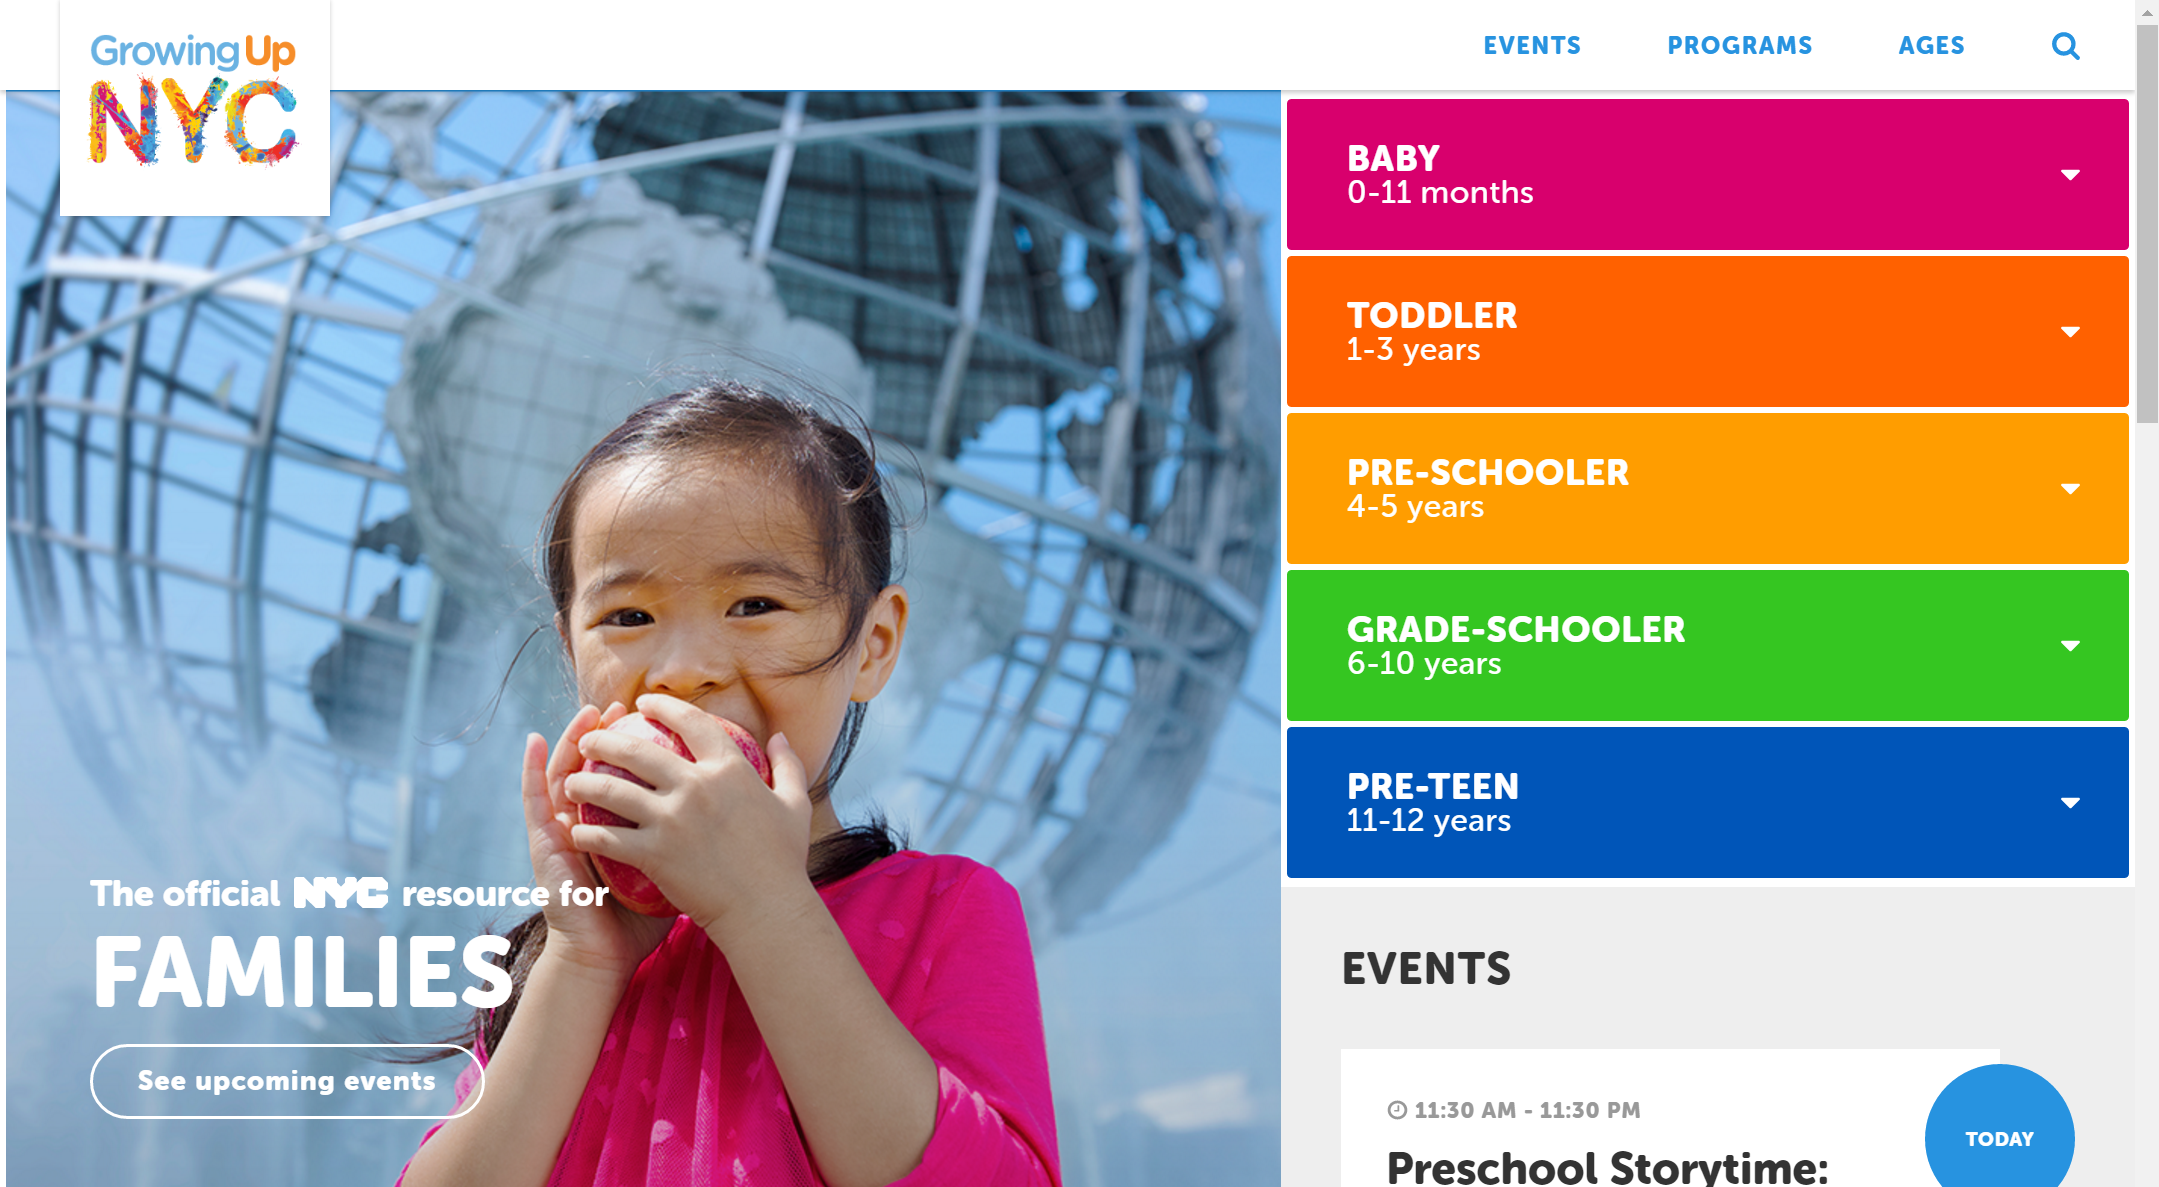 Growing Up
NYC
EVENTS
PROGRAMS
AGES
BABY
0-11 months
TODDLER
1-3 years
PRE-SCHOOLER
4-5 years
GRADE-SCHOOLER
6-10 years
PRE-TEEN
11-12 years
The official NYC resource for
FAMILIES
See upcoming events
EVENTS
11:30 AM - 11:30 PM
TODAY
Preschool Storytime: